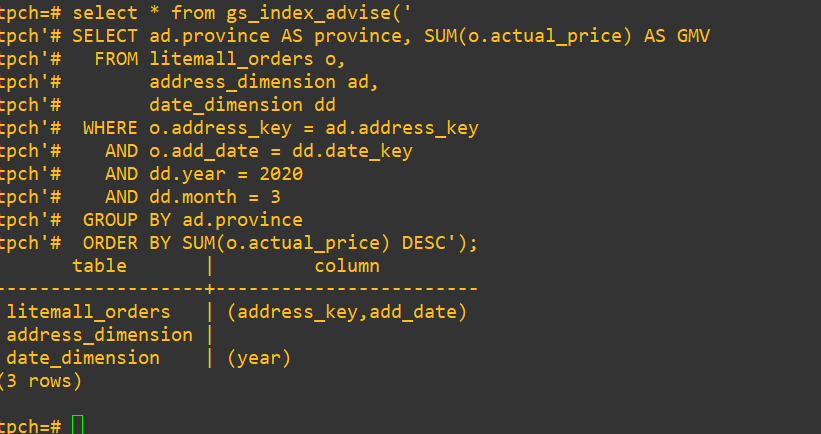 tpch=# select * from gs_index_advise('
tpch'# SELECT ad.province AS province, SUM(o.actual_price) AS GMV
tpch'#   FROM litemall_orders o,
tpch'#        address_dimension ad,
tpch'#        date_dimension dd
tpch'#  WHERE o.address_key = ad.address_key
tpch'#    AND o.add_date = dd.date_key
tpch'#    AND dd.year = 2020
tpch'#    AND dd.month = 3
tpch'#  GROUP BY ad.province
tpch'#  ORDER BY SUM(o.actual_price) DESC');
       table       |         column
-------------------+------------------------
 litemall_orders   | (address_key,add_date)
 address_dimension |
 date_dimension    | (year)
(3 rows)
tpch=#